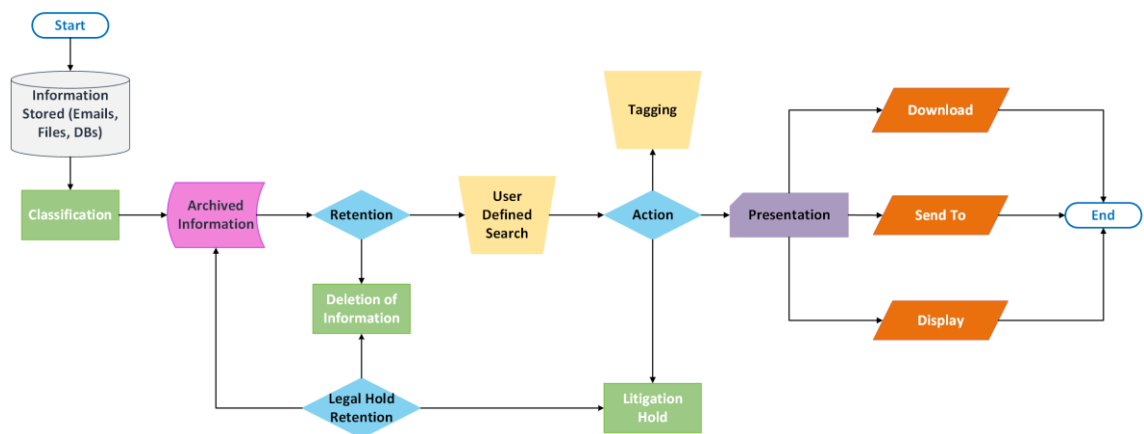 Start
Information
Stored (Emails,
Files, DBs)
Classification
Archived
Information
Retention
Deletion of
Information
Legal Hold
Retention
User
Defined
Search
Tagging
Action
Litigation
Hold
Presentation
Download
Send To
Display
End